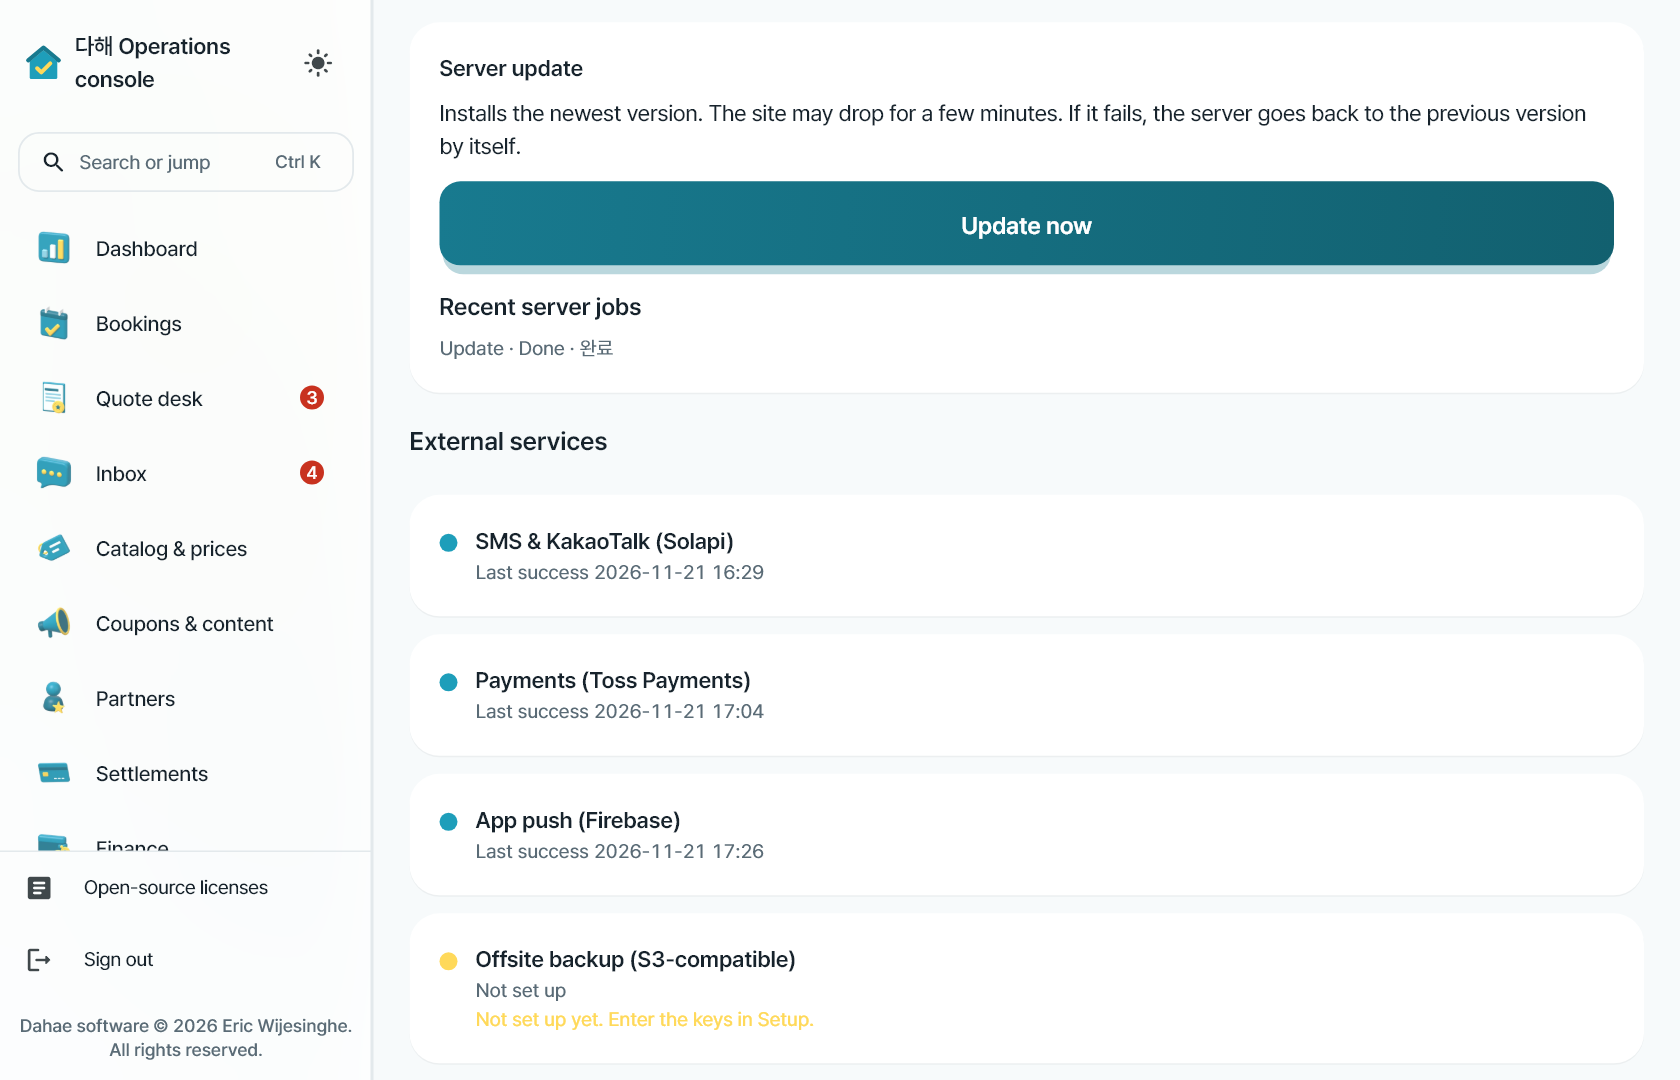 다해 Operations
console
Search or jump
Ctrl K
Dashboard
Bookings
Quote desk
3
Inbox
4
Catalog & prices
Coupons & content
Partners
Settlements
Finance
Open-source licenses
Sign out
Dahae software © 2026 Eric Wijesinghe.
All rights reserved.
Server update
Installs the newest version. The site may drop for a few minutes. If it fails, the server goes back to the previous version
by itself.
Update now
Recent server jobs
Update · Done · 완료
External services
SMS & KakaoTalk (Solapi)
Last success 2026-11-21 16:29
Payments (Toss Payments)
Last success 2026-11-21 17:04
App push (Firebase)
Last success 2026-11-21 17:26
Offsite backup (S3-compatible)
Not set up
Not set up yet. Enter the keys in Setup.